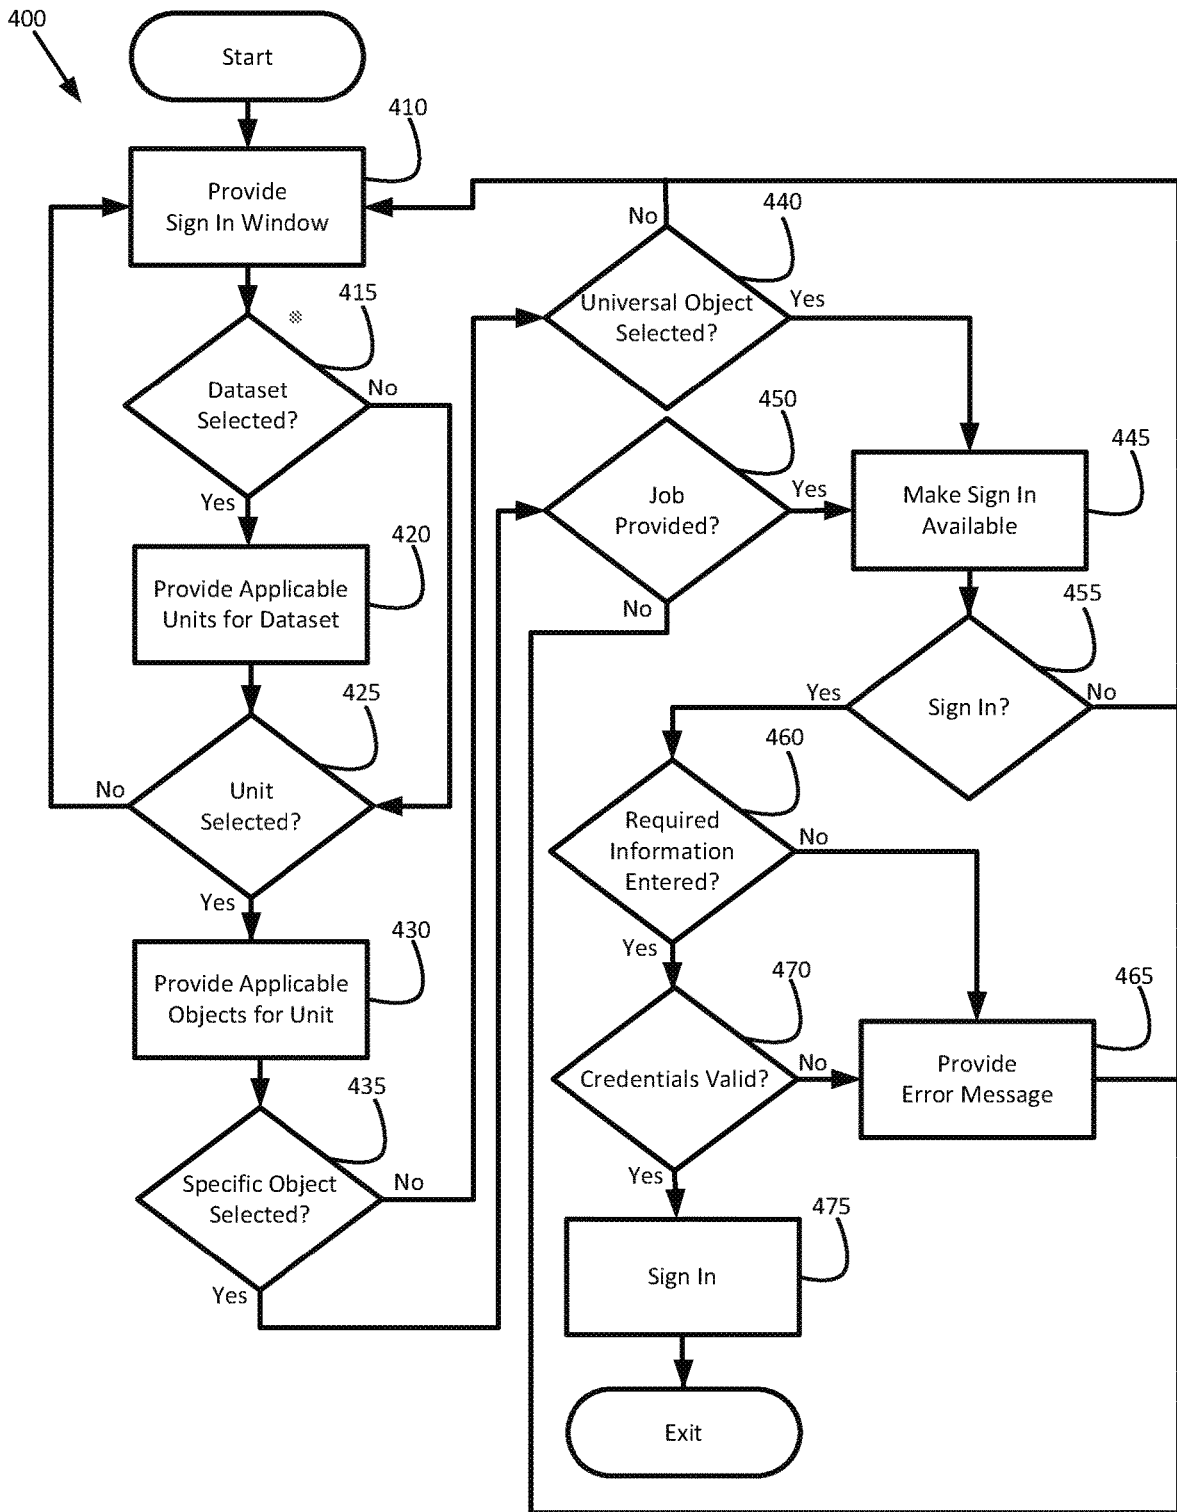 400
Start
410
Provide
Sign In Window
415
Dataset
Selected?
No
Yes
420
Provide Applicable
Units for Dataset
425
Unit
Selected?
No
Yes
430
Provide Applicable
Objects for Unit
435
Specific Object
Selected?
No
Yes
440
No
Universal Object
Selected?
Yes
450
Job
Provided?
Yes
No
445
Make Sign In
Available
455
Sign In?
Yes
No
460
Required
Information
Entered?
No
Yes
470
Credentials Valid?
No
Yes
465
Provide
Error Message
475
Sign In
Exit